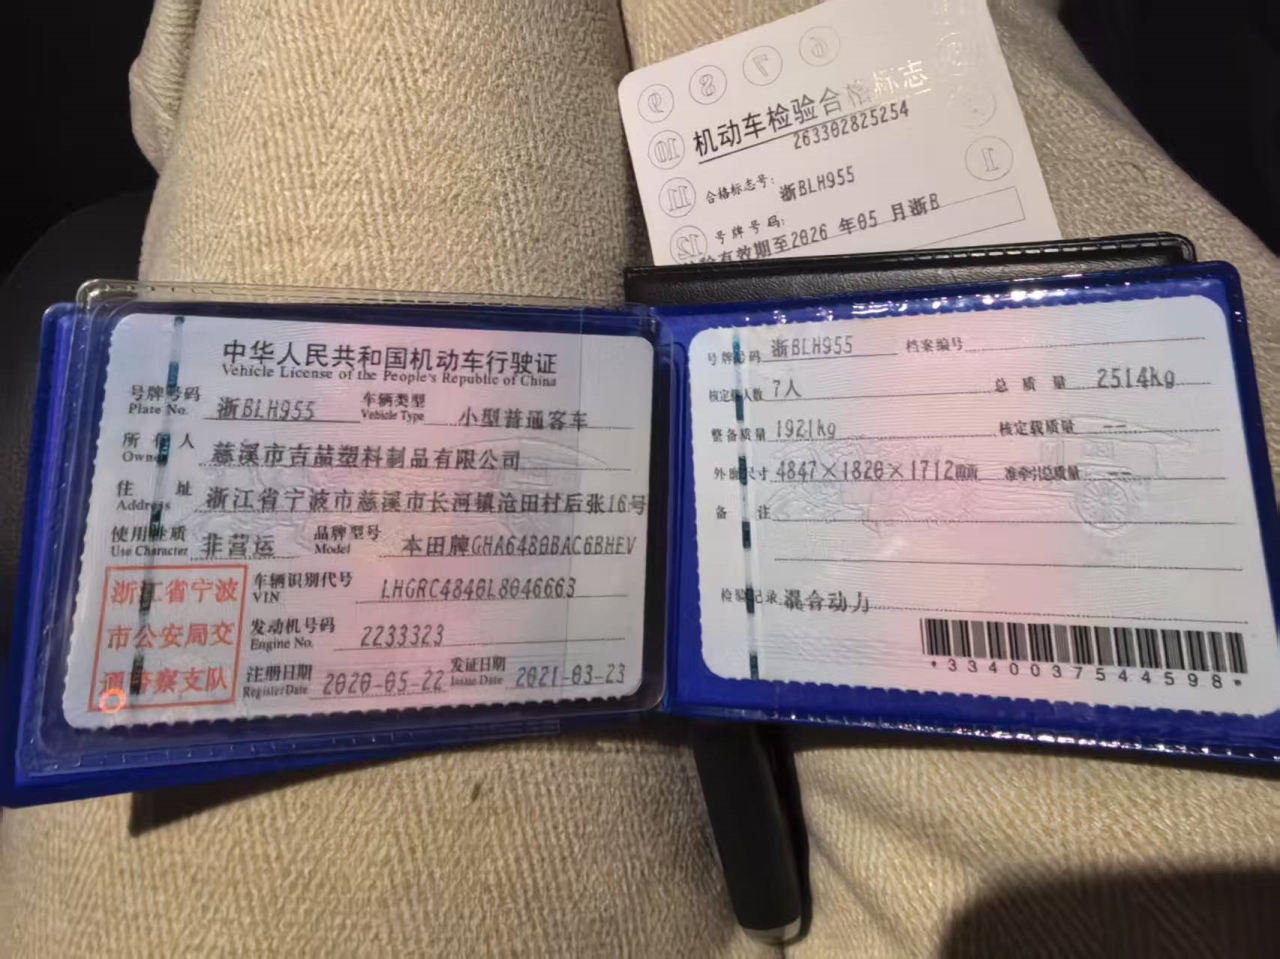 机动车检验合格标志
263302825254
合格标志号:
浙BLH955
号牌号码:
验有效期至2026 年05 月浙B
6
7
8
9
10
11
12
1
中华人民共和国机动车行驶证
Vehicle License of the People's Republic of China
号牌号码 浙BLH955 车辆类型 小型普通客车
Plate No. Vehicle Type
所有人 慈溪市吉喆塑料制品有限公司
Owner
住址 浙江省宁波市慈溪市长河镇沧田村后张16号
Address
使用性质 非营运 品牌型号 本田牌GHA6480BAC6BHEV
Use Character Model
浙江省宁波
市公安局交
通警察支队
车辆识别代号 LHGRC4840L8046663
VIN
发动机号码 2233323
Engine No.
注册日期 2020-05-22 发证日期 2021-03-23
Register Date Issue Date
号牌号码 浙BLH955 档案编号
核定载人数 7人 总质量 2514kg
整备质量 1921kg 核定载质量 --
外廓尺寸 4847×1820×1712mm 准牵引总质量 --
备注
检验记录 混合动力
*3340037544598*